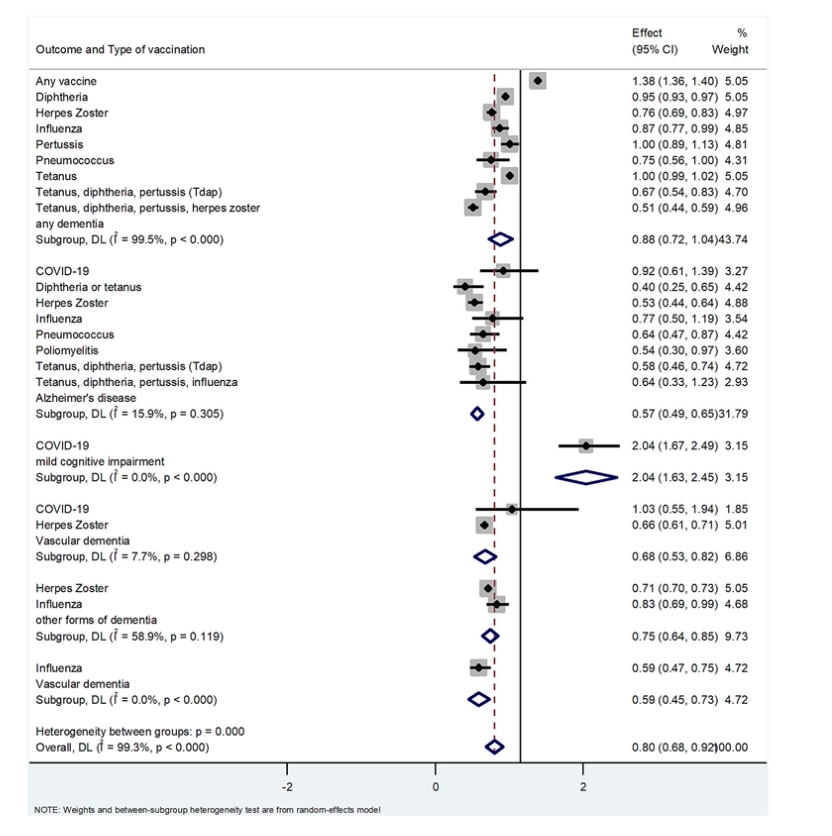 Effect %
Outcome and Type of vaccination (95% CI) Weight
Any vaccine 1.38 (1.36, 1.40) 5.05
Diphtheria 0.95 (0.93, 0.97) 5.05
Herpes Zoster 0.76 (0.69, 0.83) 4.97
Influenza 0.87 (0.77, 0.99) 4.85
Pertussis 1.00 (0.89, 1.13) 4.81
Pneumococcus 0.75 (0.56, 1.00) 4.31
Tetanus 1.00 (0.99, 1.02) 5.05
Tetanus, diphtheria, pertussis (Tdap) 0.67 (0.54, 0.83) 4.70
Tetanus, diphtheria, pertussis, herpes zoster 0.51 (0.44, 0.59) 4.96
any dementia
Subgroup, DL (I² = 99.5%, p < 0.000) 0.88 (0.72, 1.04)43.74
COVID-19 0.92 (0.61, 1.39) 3.27
Diphtheria or tetanus 0.40 (0.25, 0.65) 4.42
Herpes Zoster 0.53 (0.44, 0.64) 4.88
Influenza 0.77 (0.50, 1.19) 3.54
Pneumococcus 0.64 (0.47, 0.87) 4.42
Poliomyelitis 0.54 (0.30, 0.97) 3.60
Tetanus, diphtheria, pertussis (Tdap) 0.58 (0.46, 0.74) 4.72
Tetanus, diphtheria, pertussis, influenza 0.64 (0.33, 1.23) 2.93
Alzheimer's disease
Subgroup, DL (I² = 15.9%, p = 0.305) 0.57 (0.49, 0.65)31.79
COVID-19 2.04 (1.67, 2.49) 3.15
mild cognitive impairment
Subgroup, DL (I² = 0.0%, p < 0.000) 2.04 (1.63, 2.45) 3.15
COVID-19 1.03 (0.55, 1.94) 1.85
Herpes Zoster 0.66 (0.61, 0.71) 5.01
Vascular dementia
Subgroup, DL (I² = 7.7%, p = 0.298) 0.68 (0.53, 0.82) 6.86
Herpes Zoster 0.71 (0.70, 0.73) 5.05
Influenza 0.83 (0.69, 0.99) 4.68
other forms of dementia
Subgroup, DL (I² = 58.9%, p = 0.119) 0.75 (0.64, 0.85) 9.73
Influenza 0.59 (0.47, 0.75) 4.72
Vascular dementia
Subgroup, DL (I² = 0.0%, p < 0.000) 0.59 (0.45, 0.73) 4.72
Heterogeneity between groups: p = 0.000
Overall, DL (I² = 99.3%, p < 0.000) 0.80 (0.68, 0.92)100.00
-2 0 2
NOTE: Weights and between-subgroup heterogeneity test are from random-effects model